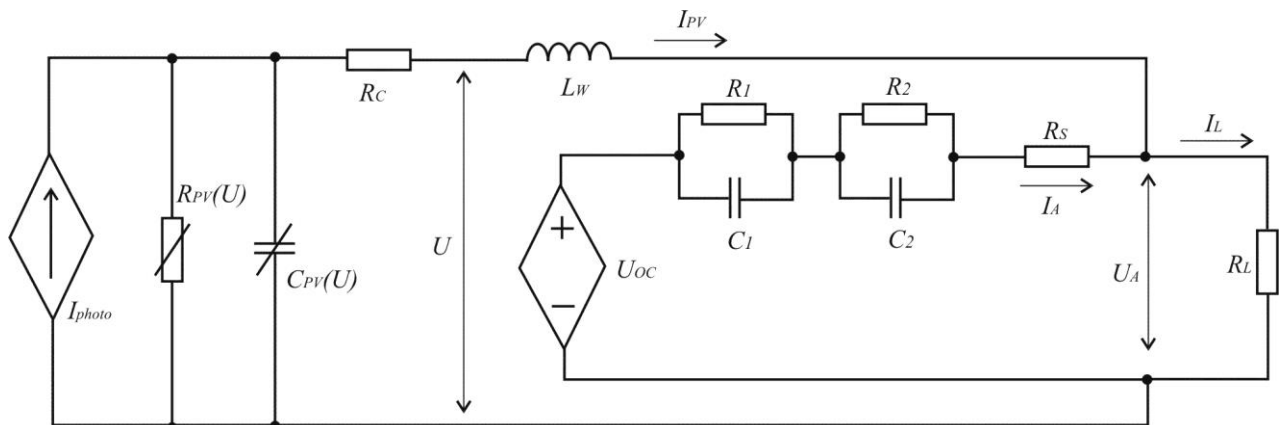 I_PV
R_C
L_W
R_1
R_2
R_S
I_L
R_PV(U)
I_A
C_1
C_2
U
U_OC
U_A
R_L
C_PV(U)
I_photo
+
−